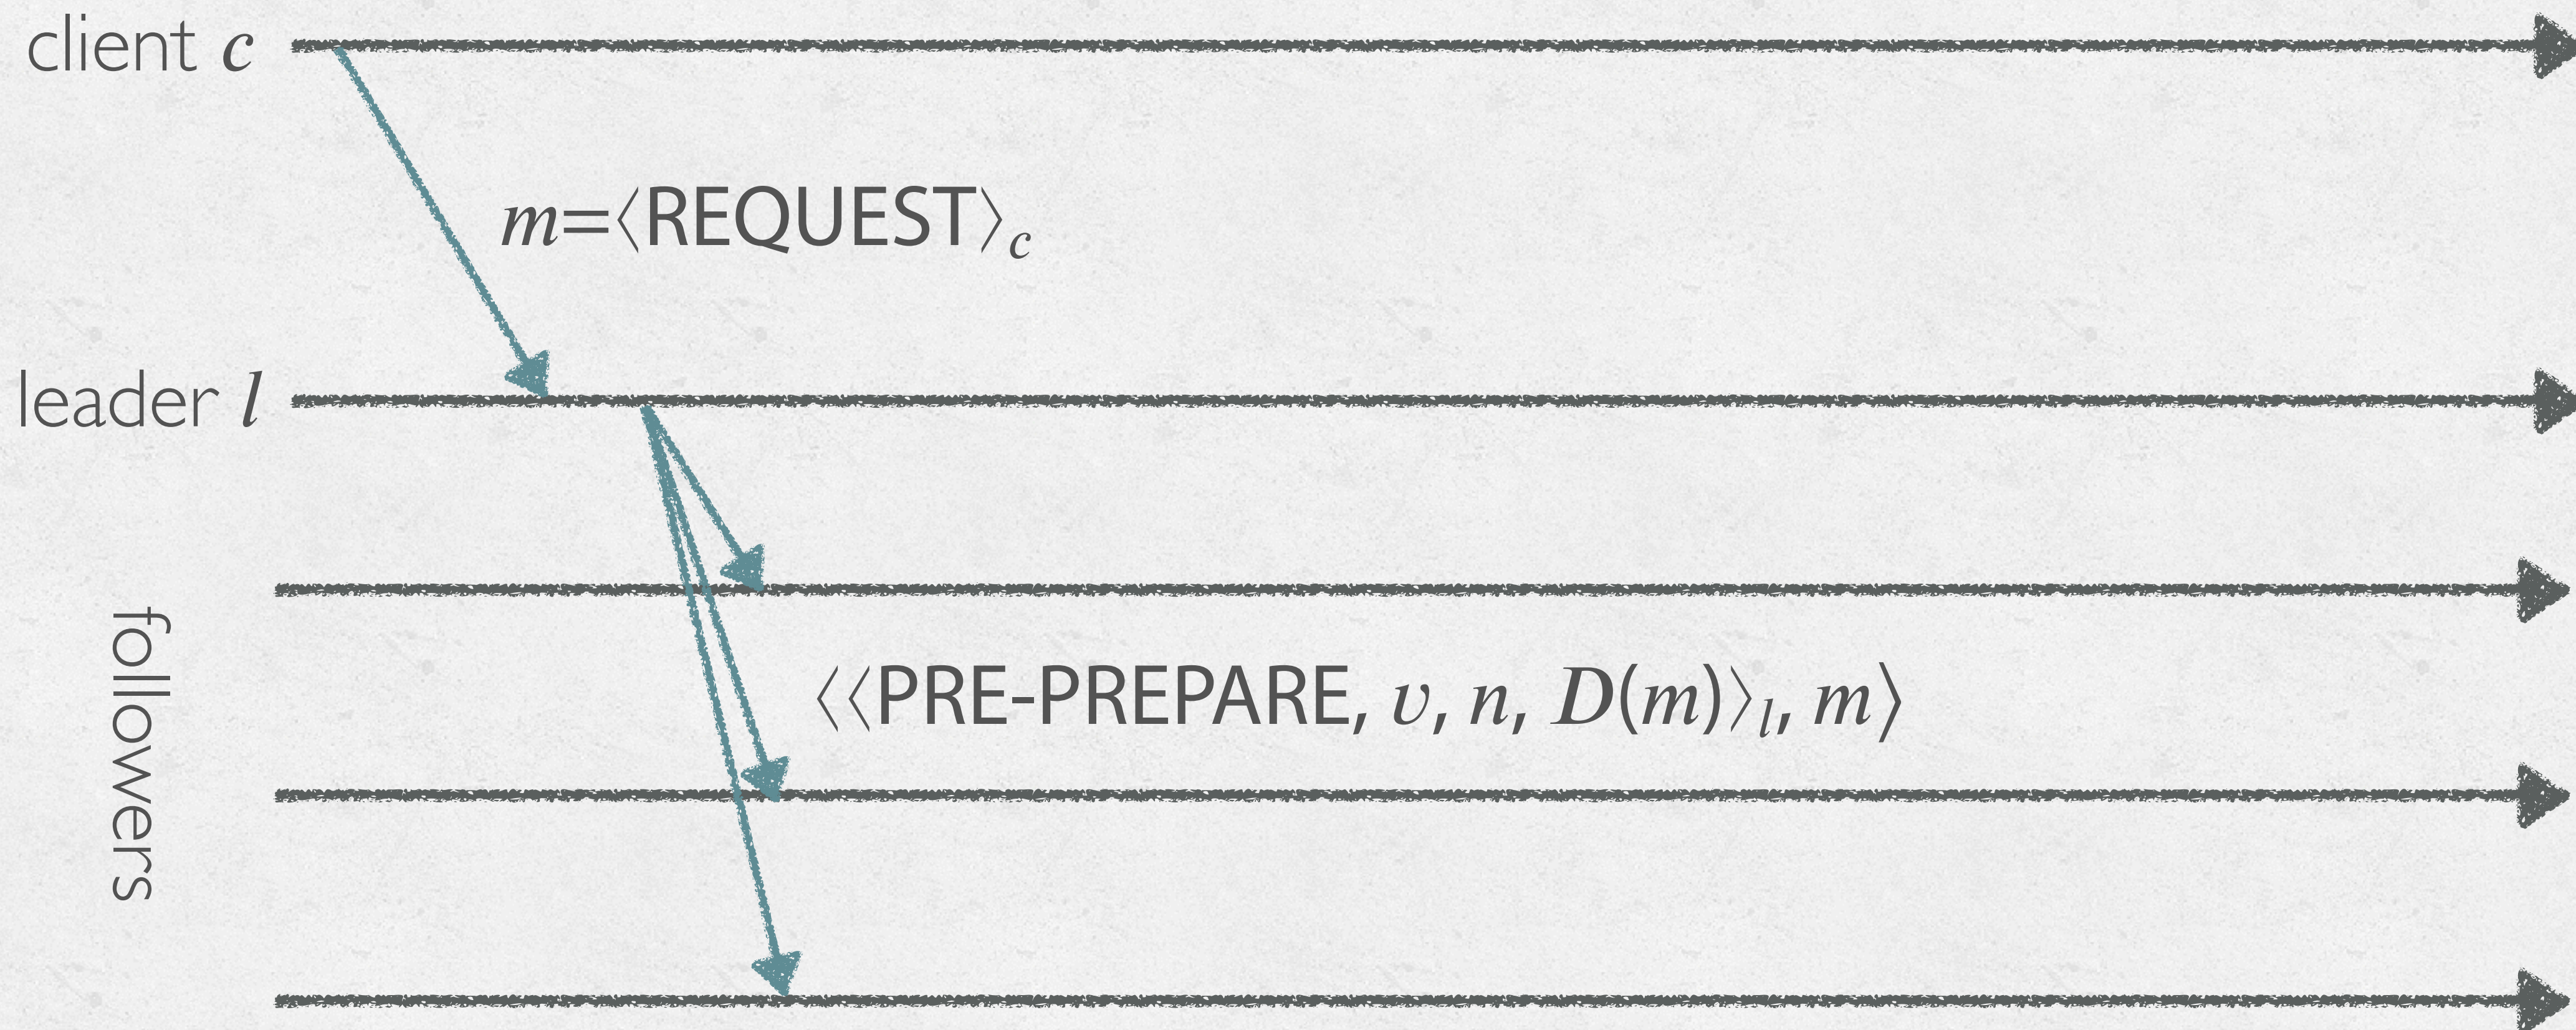 client c
m=⟨REQUEST⟩c
leader l
followers
⟨⟨PRE-PREPARE, v, n, D(m)⟩l, m⟩